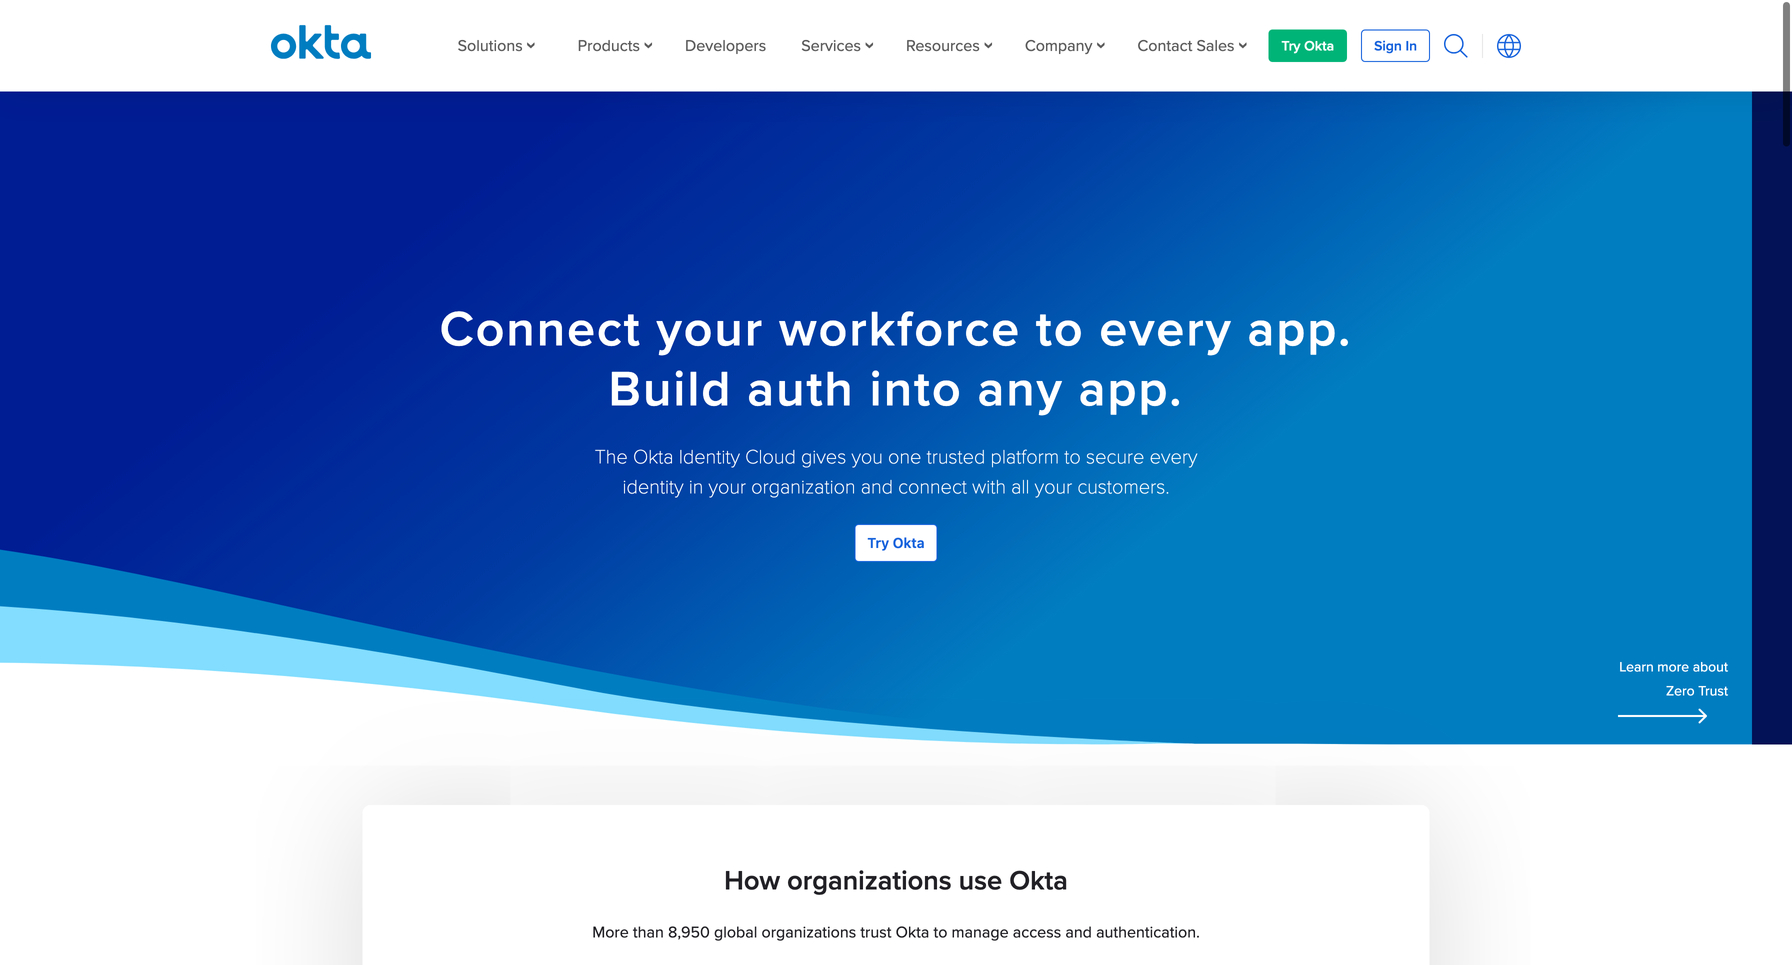 okta
Solutions Products Developers Services Resources Company Contact Sales Try Okta Sign In
Connect your workforce to every app.
Build auth into any app.
The Okta Identity Cloud gives you one trusted platform to secure every
identity in your organization and connect with all your customers.
Try Okta
Learn more about
Zero Trust
How organizations use Okta
More than 8,950 global organizations trust Okta to manage access and authentication.